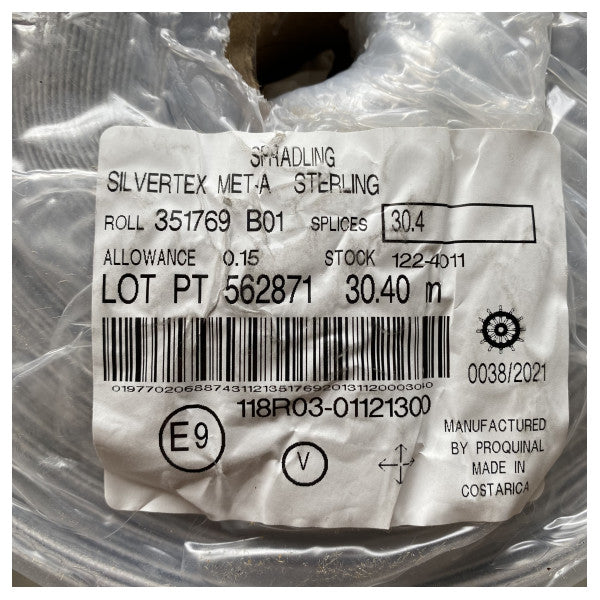 SPRADLING
SILVERTEX MET-A STERLING
ROLL 351769 B01 SPLICES 30.4
ALLOWANCE 0.15 STOCK 122-4011
LOT PT 562871 30.40 m
0038/2021
118R03-01121300
E9
V
MANUFACTURED
BY PROQUINAL
MADE IN
COSTARICA